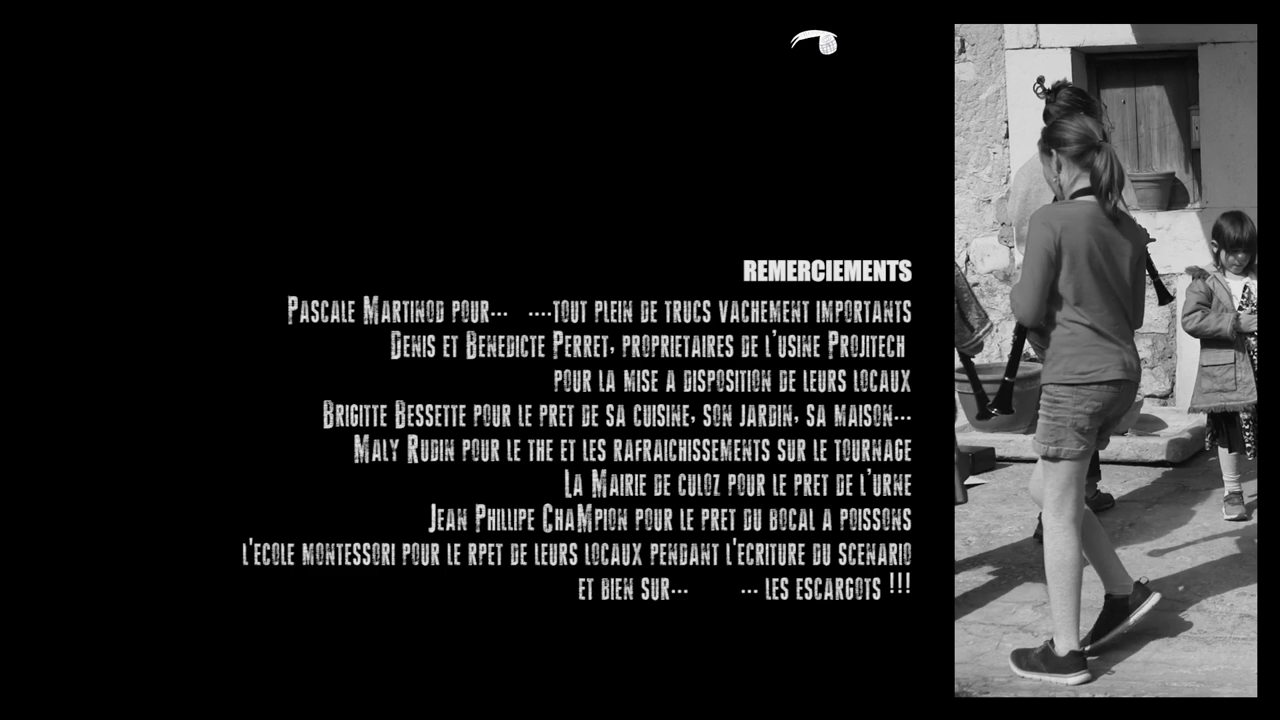 REMERCIEMENTS
PASCALE MARTINOD POUR... ....TOUT PLEIN DE TRUCS VACHEMENT IMPORTANTS
DENIS ET BENEDICTE PERRET, PROPRIETAIRES DE L'USINE PROJITECH
POUR LA MISE A DISPOSITION DE LEURS LOCAUX
BRIGITTE BESSETTE POUR LE PRET DE SA CUISINE, SON JARDIN, SA MAISON...
MALY RUDIN POUR LE THE ET LES RAFRAICHISSEMENTS SUR LE TOURNAGE
LA MAIRIE DE CULOZ POUR LE PRET DE L'URNE
JEAN PHILLIPE CHAMPION POUR LE PRET DU BOCAL A POISSONS
L'ECOLE MONTESSORI POUR LE RPET DE LEURS LOCAUX PENDANT L'ECRITURE DU SCENARIO
ET BIEN SUR... ... LES ESCARGOTS !!!